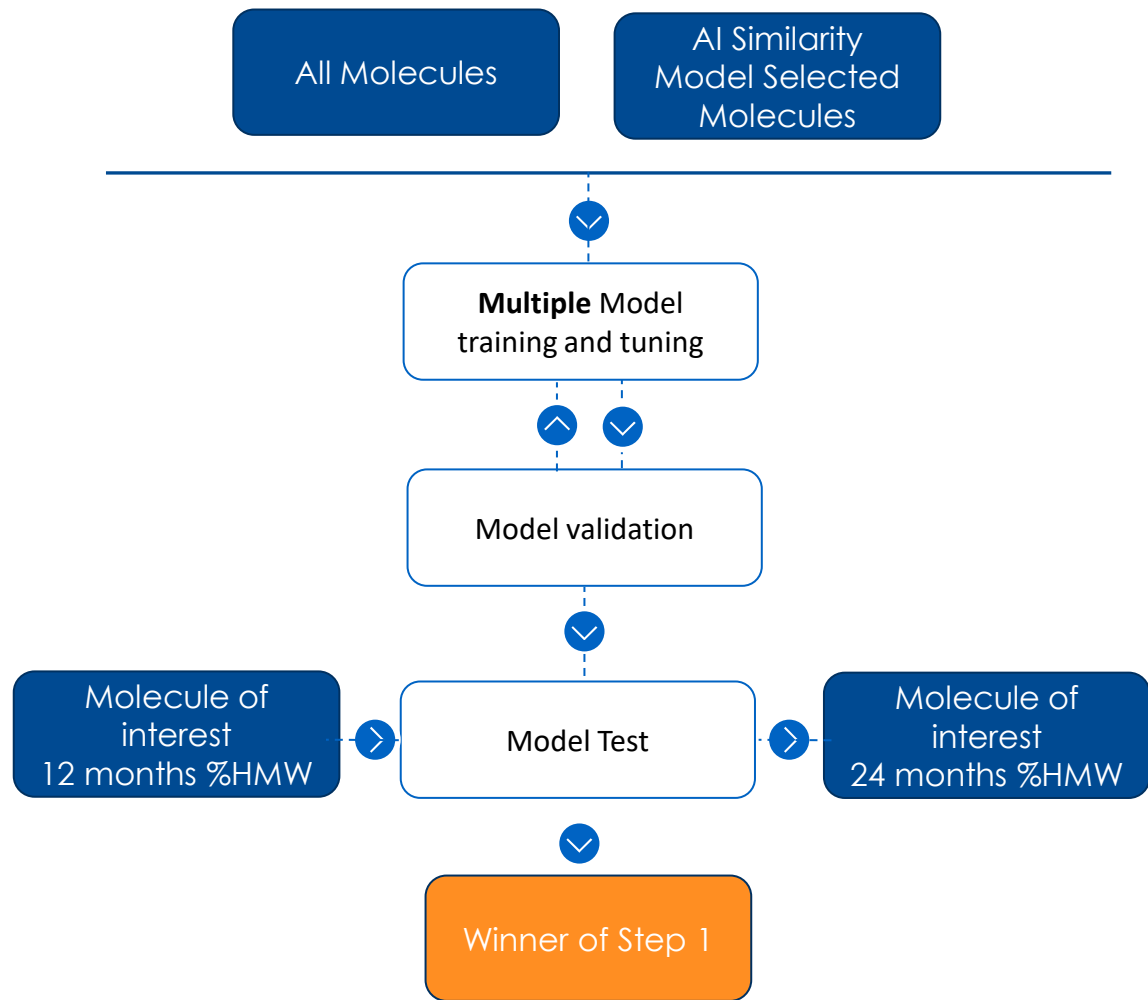 All Molecules
AI Similarity
Model Selected
Molecules
Multiple Model
training and tuning
Model validation
Molecule of
interest
12 months %HMW
Model Test
Molecule of
interest
24 months %HMW
Winner of Step 1